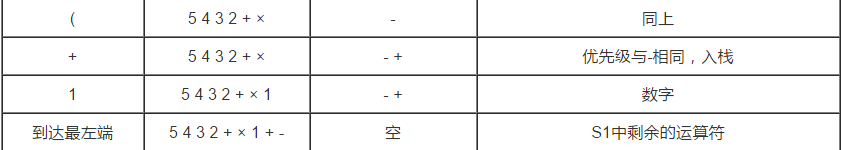 ( 5 4 3 2 + × - 同上
+ 5 4 3 2 + × - + 优先级与-相同，入栈
1 5 4 3 2 + × 1 - + 数字
到达最左端 5 4 3 2 + × 1 + - 空 S1中剩余的运算符